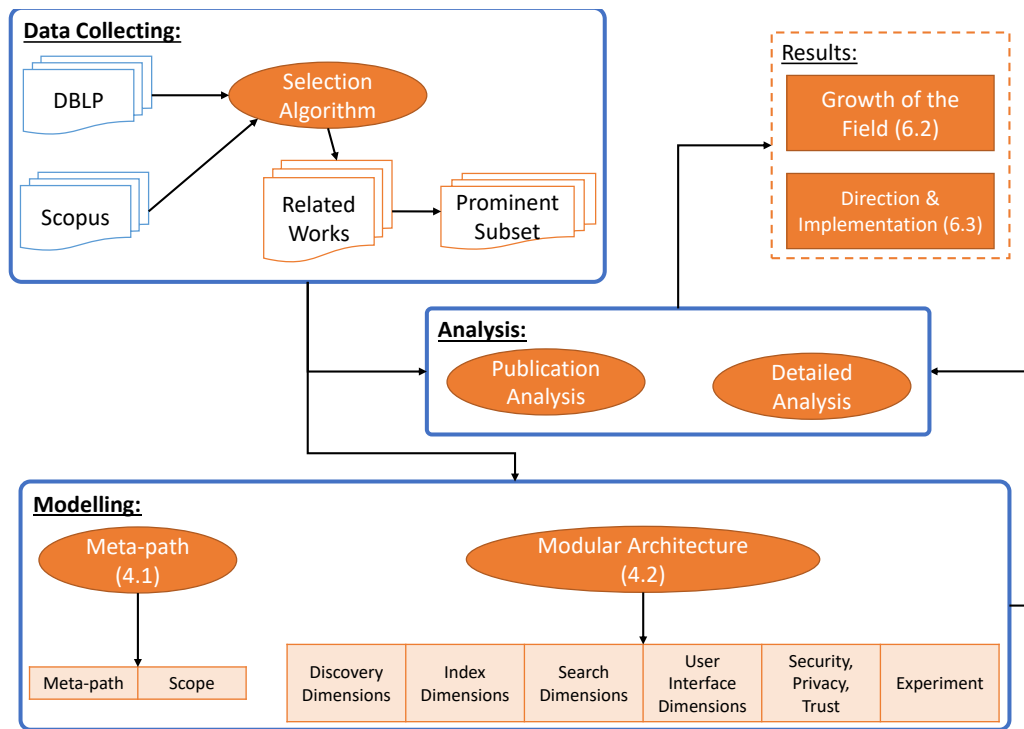 Data Collecting:
DBLP
Selection
Algorithm
Scopus
Related
Works
Prominent
Subset
Results:
Growth of the
Field (6.2)
Direction &
Implementation (6.3)
Analysis:
Publication
Analysis
Detailed
Analysis
Modelling:
Meta-path
(4.1)
Modular Architecture
(4.2)
Meta-path
Scope
Discovery
Dimensions
Index
Dimensions
Search
Dimensions
User
Interface
Dimensions
Security,
Privacy,
Trust
Experiment